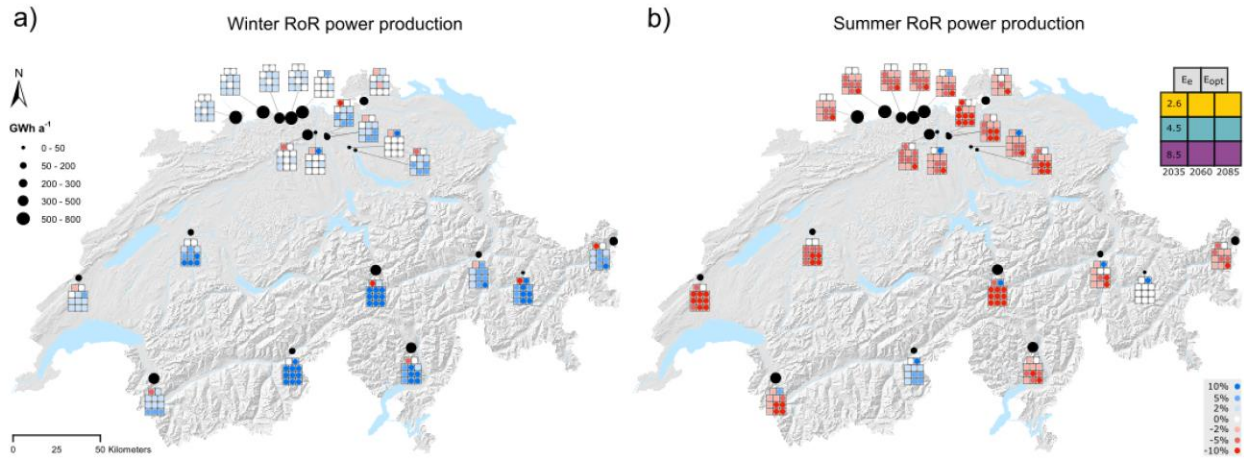 a)
Winter RoR power production
N
GWh a⁻¹
0 - 50
50 - 200
200 - 300
300 - 500
500 - 800
0 25 50 Kilometers
b)
Summer RoR power production
Ee Eopt
2.6
4.5
8.5
2035 2060 2085
10%
5%
2%
0%
-2%
-5%
-10%